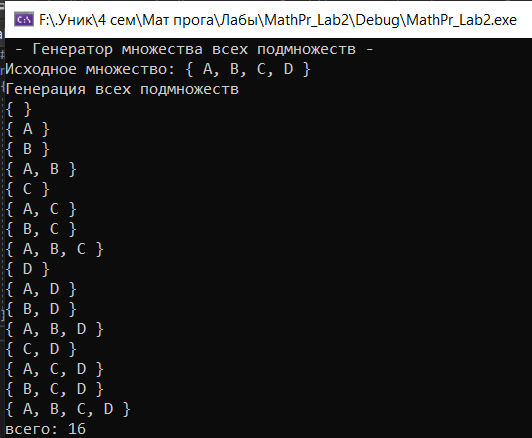 F:\.Уник\4 сем\Мат прога\Лабы\MathPr_Lab2\Debug\MathPr_Lab2.exe
- Генератор множества всех подмножеств -
Исходное множество: { A, B, C, D }
Генерация всех подмножеств
{ }
{ A }
{ B }
{ A, B }
{ C }
{ A, C }
{ B, C }
{ A, B, C }
{ D }
{ A, D }
{ B, D }
{ A, B, D }
{ C, D }
{ A, C, D }
{ B, C, D }
{ A, B, C, D }
всего: 16